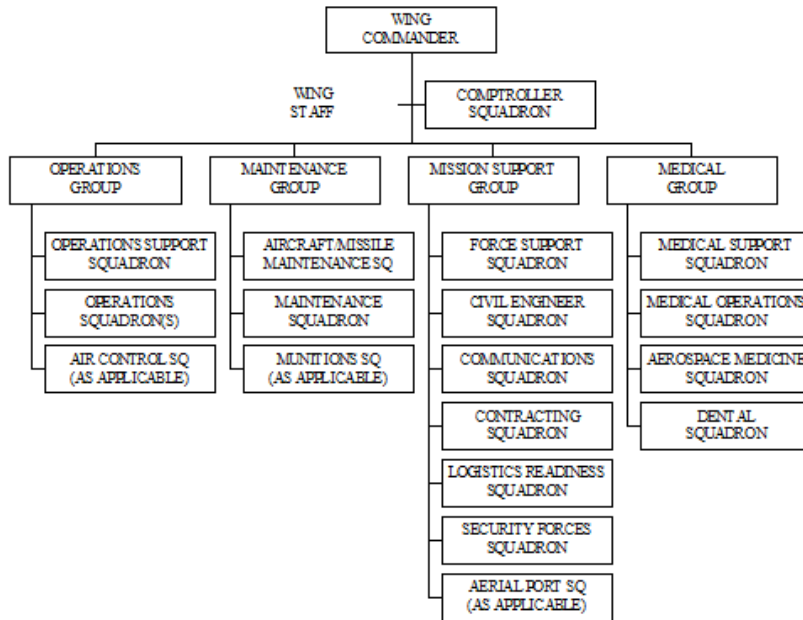 WING
COMMANDER
WING
STAFF
COMPTROLLER
SQUADRON
OPERATIONS
GROUP
MAINTENANCE
GROUP
MISSION SUPPORT
GROUP
MEDICAL
GROUP
OPERATIONS SUPPORT
SQUADRON
OPERATIONS
SQUADRON(S)
AIR CONTROL SQ
(AS APPLICABLE)
AIRCRAFT/MISSILE
MAINTENANCE SQ
MAINTENANCE
SQUADRON
MUNITIONS SQ
(AS APPLICABLE)
FORCE SUPPORT
SQUADRON
CIVIL ENGINEER
SQUADRON
COMMUNICATIONS
SQUADRON
CONTRACTING
SQUADRON
LOGISTICS READINESS
SQUADRON
SECURITY FORCES
SQUADRON
AERIAL PORT SQ
(AS APPLICABLE)
MEDICAL SUPPORT
SQUADRON
MEDICAL OPERATIONS
SQUADRON
AEROSPACE MEDICINE
SQUADRON
DENTAL
SQUADRON